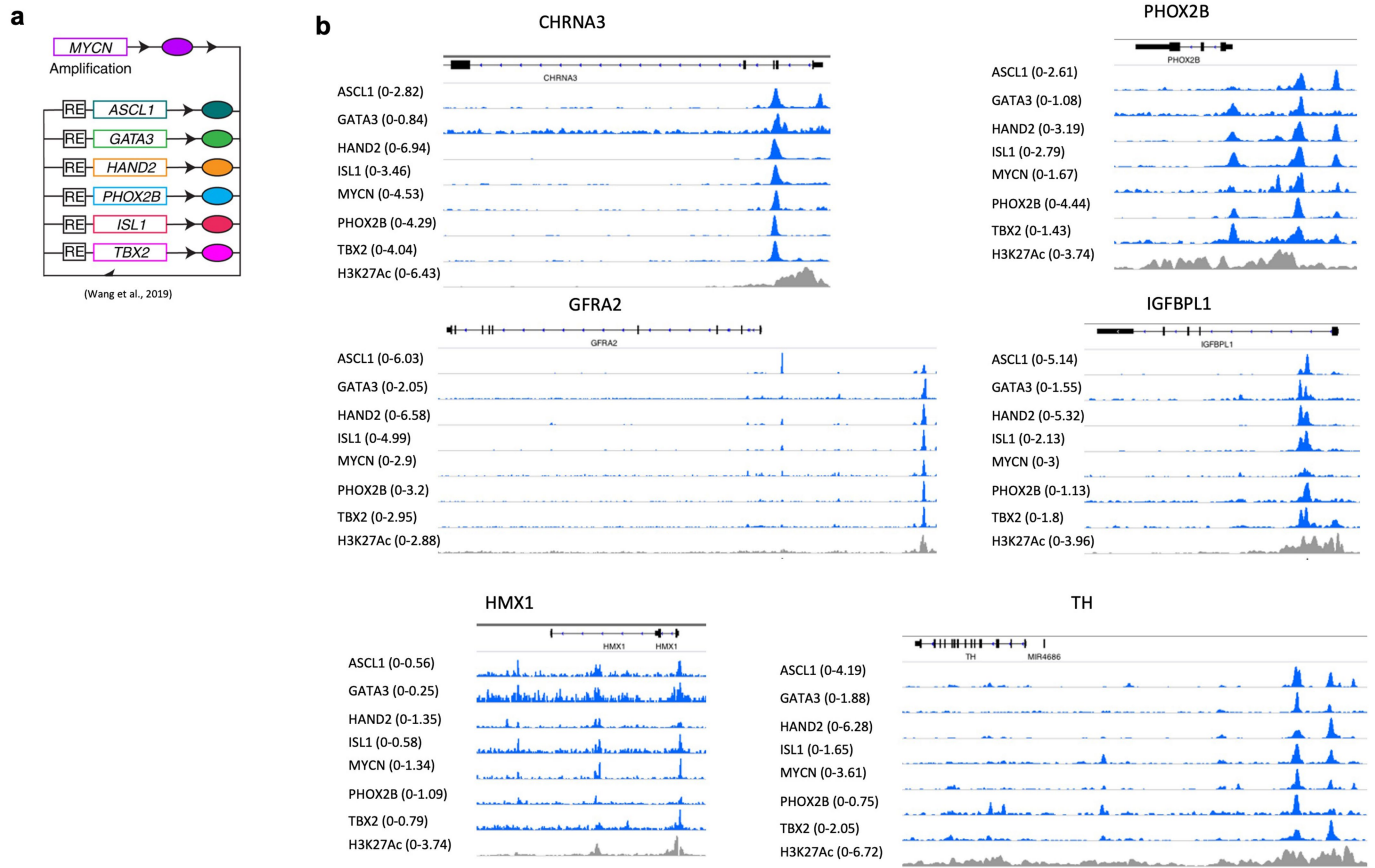 a
MYCN
Amplification
RE ASCL1
RE GATA3
RE HAND2
RE PHOX2B
RE ISL1
RE TBX2
(Wang et al., 2019)
b
CHRNA3
CHRNA3
ASCL1 (0-2.82)
GATA3 (0-0.84)
HAND2 (0-6.94)
ISL1 (0-3.46)
MYCN (0-4.53)
PHOX2B (0-4.29)
TBX2 (0-4.04)
H3K27Ac (0-6.43)
PHOX2B
PHOX2B
ASCL1 (0-2.61)
GATA3 (0-1.08)
HAND2 (0-3.19)
ISL1 (0-2.79)
MYCN (0-1.67)
PHOX2B (0-4.44)
TBX2 (0-1.43)
H3K27Ac (0-3.74)
GFRA2
GFRA2
ASCL1 (0-6.03)
GATA3 (0-2.05)
HAND2 (0-6.58)
ISL1 (0-4.99)
MYCN (0-2.9)
PHOX2B (0-3.2)
TBX2 (0-2.95)
H3K27Ac (0-2.88)
IGFBPL1
IGFBPL1
ASCL1 (0-5.14)
GATA3 (0-1.55)
HAND2 (0-5.32)
ISL1 (0-2.13)
MYCN (0-3)
PHOX2B (0-1.13)
TBX2 (0-1.8)
H3K27Ac (0-3.96)
HMX1
HMX1 HMX1
ASCL1 (0-0.56)
GATA3 (0-0.25)
HAND2 (0-1.35)
ISL1 (0-0.58)
MYCN (0-1.34)
PHOX2B (0-1.09)
TBX2 (0-0.79)
H3K27Ac (0-3.74)
TH
TH MIR4686
ASCL1 (0-4.19)
GATA3 (0-1.88)
HAND2 (0-6.28)
ISL1 (0-1.65)
MYCN (0-3.61)
PHOX2B (0-0.75)
TBX2 (0-2.05)
H3K27Ac (0-6.72)